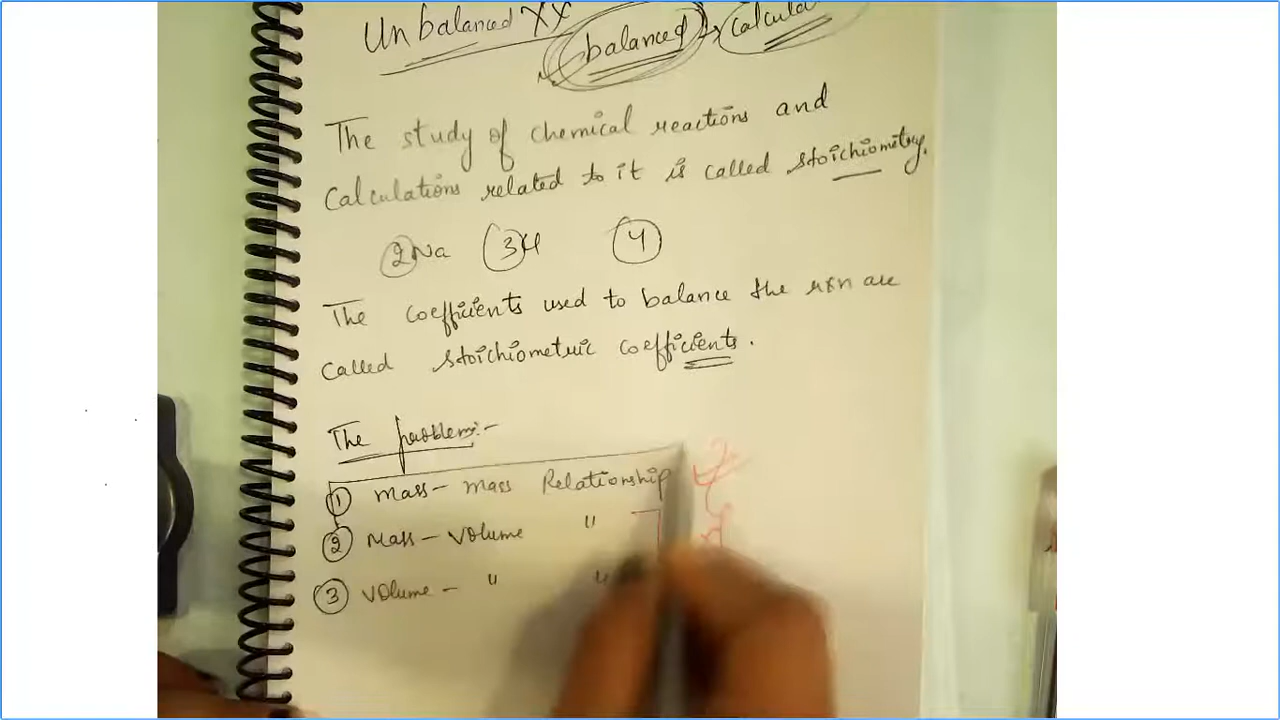 Unbalanced XX
balanced
The study of chemical reactions and
Calculations related to it is called stoichiometry.
2Na 3H 4
The coefficients used to balance the rxn are
called stoichiometric coefficients.
The problems:-
1 Mass - Mass Relationship
2 Mass - Volume "
3 Volume - " "